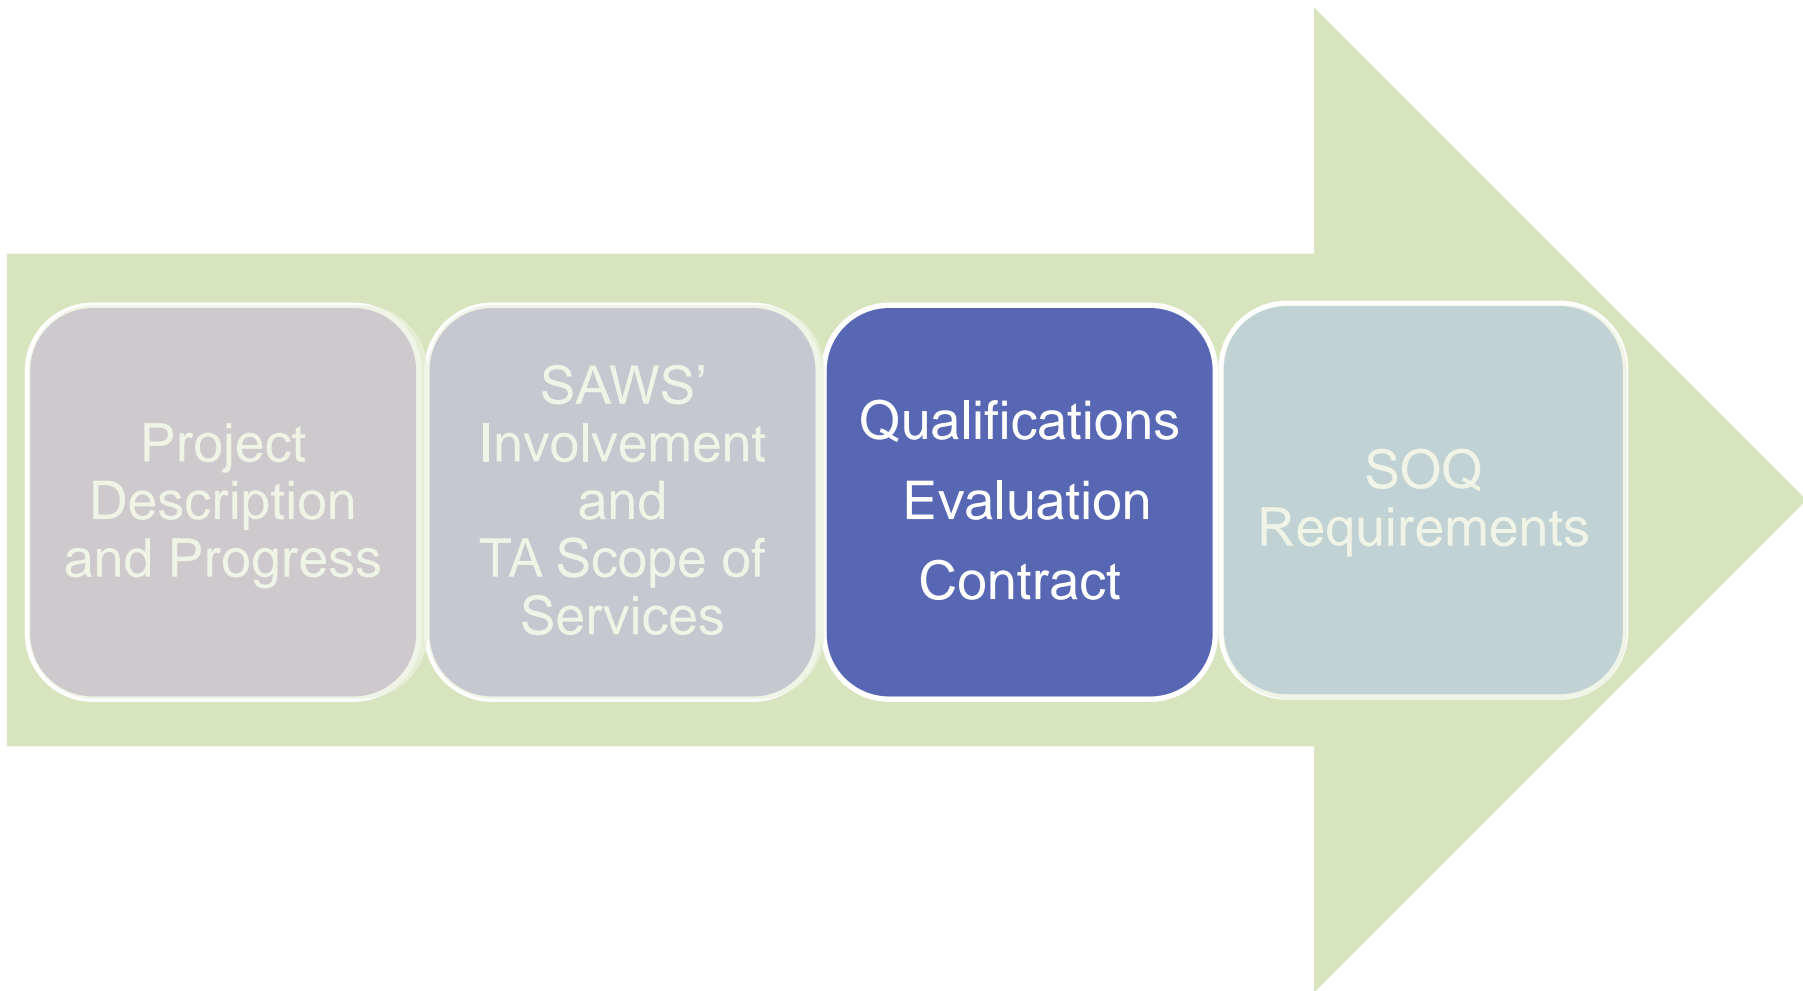 Project
Description
and Progress
SAWS’
Involvement
and
TA Scope of
Services
Qualifications
Evaluation
Contract
SOQ
Requirements